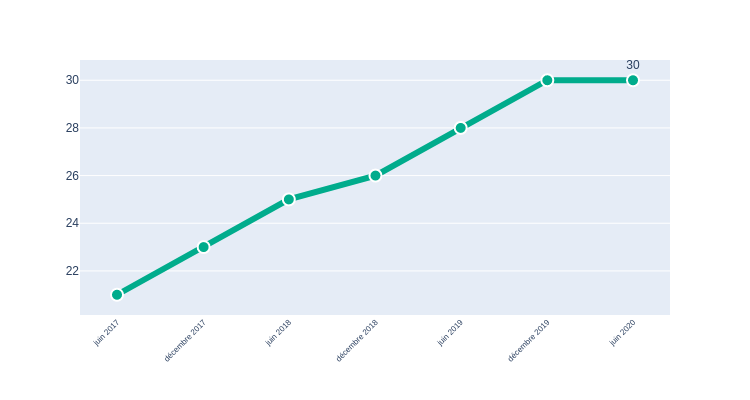 30
30
28
26
24
22
juin 2017
décembre 2017
juin 2018
décembre 2018
juin 2019
décembre 2019
juin 2020